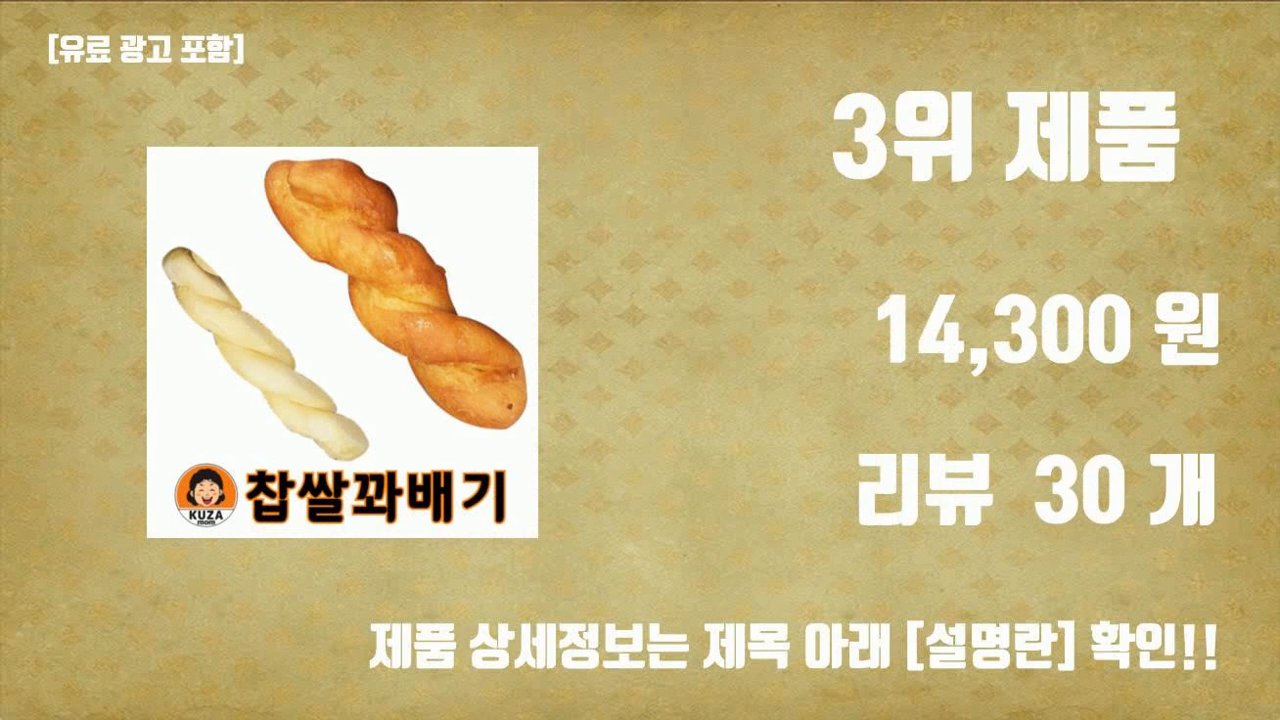 [유료 광고 포함]
3위 제품
14,300 원
리뷰 30 개
KUZA
mom
찹쌀꽈배기
제품 상세정보는 제목 아래 [설명란] 확인!!